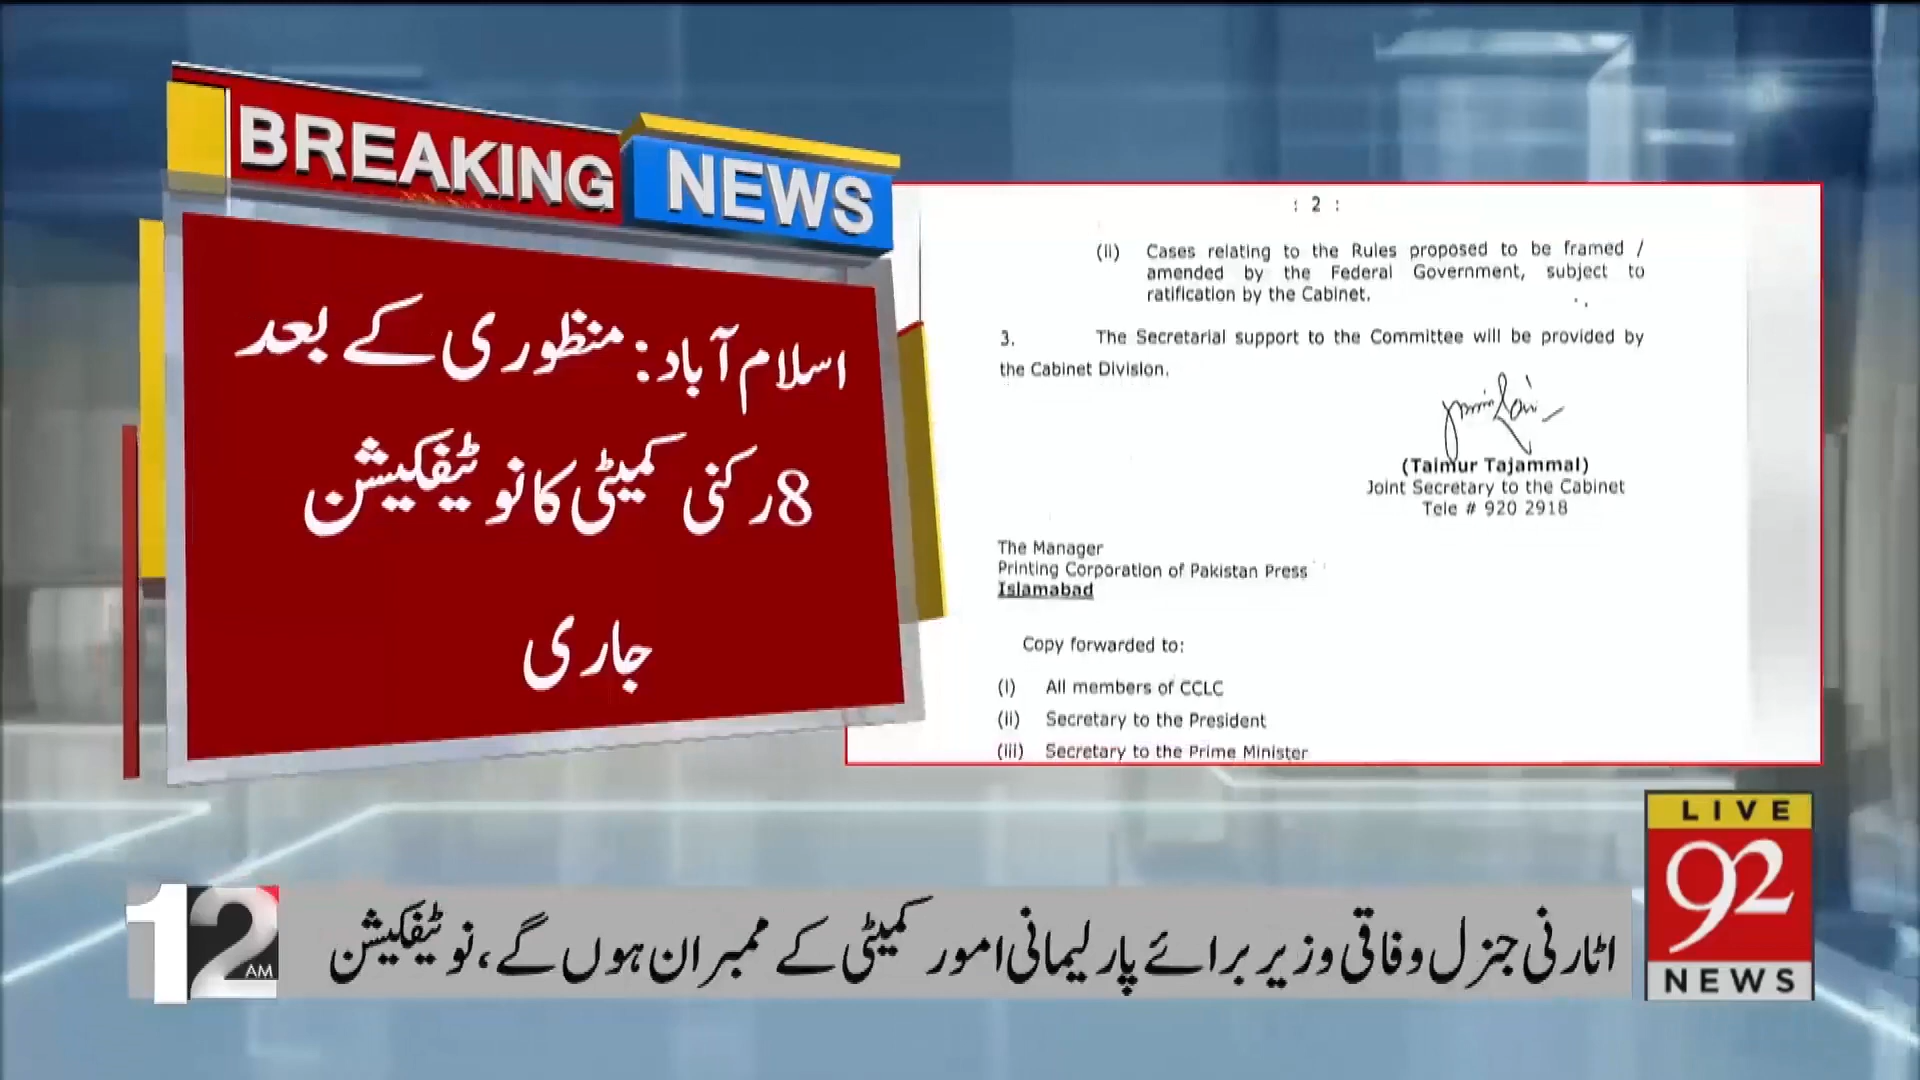 BREAKING NEWS
اسلام آباد: منظوری کے بعد
8 رکنی کمیٹی کا نوٹیفکیشن
جاری
: 2 :
(ii) Cases relating to the Rules proposed to be framed /
amended by the Federal Government, subject to
ratification by the Cabinet.
3. The Secretarial support to the Committee will be provided by
the Cabinet Division.
(Taimur Tajammal)
Joint Secretary to the Cabinet
Tele # 920 2918
The Manager
Printing Corporation of Pakistan Press
Islamabad
Copy forwarded to:
(i) All members of CCLC
(ii) Secretary to the President
(iii) Secretary to the Prime Minister
LIVE
92
NEWS
12 AM
اٹارنی جنرل وفاقی وزیر برائے پارلیمانی امور کمیٹی کے ممبران ہوں گے، نوٹیفکیشن